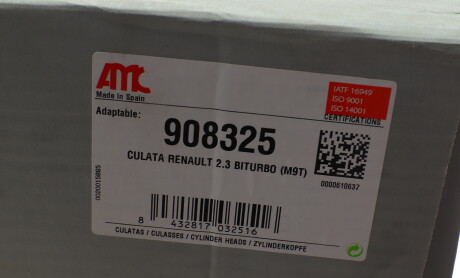 AMC
Made in Spain
IATF 16949
ISO 9001
ISO 14001
CERTIFICATIONS
Adaptable:
908325
CULATA RENAULT 2.3 BITURBO (M9T)
0000610637
8 432817 032516
CULATAS / CULASSES / CYLINDER HEADS / ZYLINDERKOPFE